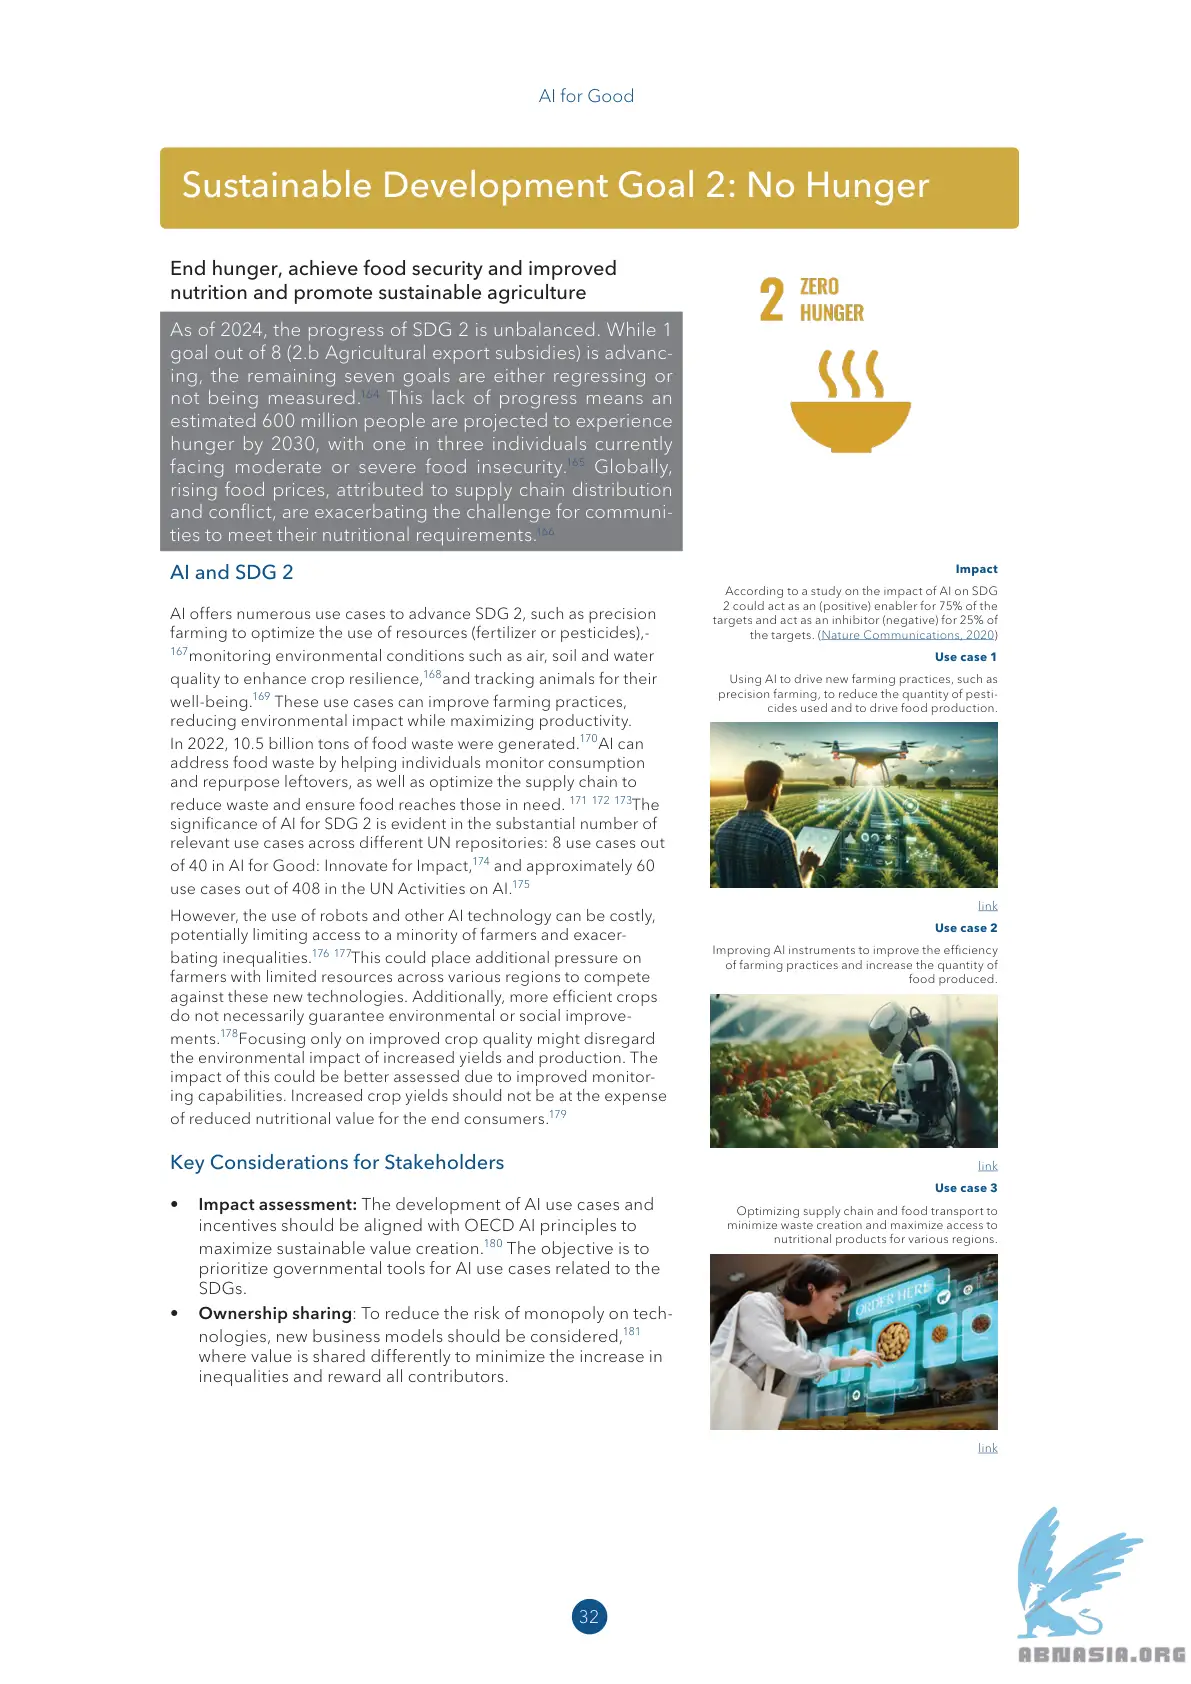 AI for Good
Sustainable Development Goal 2: No Hunger
End hunger, achieve food security and improved
nutrition and promote sustainable agriculture
As of 2024, the progress of SDG 2 is unbalanced. While 1
goal out of 8 (2.b Agricultural export subsidies) is advanc-
ing, the remaining seven goals are either regressing or
not being measured.164 This lack of progress means an
estimated 600 million people are projected to experience
hunger by 2030, with one in three individuals currently
facing moderate or severe food insecurity.165 Globally,
rising food prices, attributed to supply chain distribution
and conflict, are exacerbating the challenge for communi-
ties to meet their nutritional requirements.166
2 ZERO
HUNGER
AI and SDG 2
AI offers numerous use cases to advance SDG 2, such as precision
farming to optimize the use of resources (fertilizer or pesticides),-
167monitoring environmental conditions such as air, soil and water
quality to enhance crop resilience,168and tracking animals for their
well-being.169 These use cases can improve farming practices,
reducing environmental impact while maximizing productivity.
In 2022, 10.5 billion tons of food waste were generated.170AI can
address food waste by helping individuals monitor consumption
and repurpose leftovers, as well as optimize the supply chain to
reduce waste and ensure food reaches those in need. 171 172 173The
significance of AI for SDG 2 is evident in the substantial number of
relevant use cases across different UN repositories: 8 use cases out
of 40 in AI for Good: Innovate for Impact,174 and approximately 60
use cases out of 408 in the UN Activities on AI.175
However, the use of robots and other AI technology can be costly,
potentially limiting access to a minority of farmers and exacer-
bating inequalities.176 177This could place additional pressure on
farmers with limited resources across various regions to compete
against these new technologies. Additionally, more efficient crops
do not necessarily guarantee environmental or social improve-
ments.178Focusing only on improved crop quality might disregard
the environmental impact of increased yields and production. The
impact of this could be better assessed due to improved monitor-
ing capabilities. Increased crop yields should not be at the expense
of reduced nutritional value for the end consumers.179
Key Considerations for Stakeholders
• Impact assessment: The development of AI use cases and
incentives should be aligned with OECD AI principles to
maximize sustainable value creation.180 The objective is to
prioritize governmental tools for AI use cases related to the
SDGs.
• Ownership sharing: To reduce the risk of monopoly on tech-
nologies, new business models should be considered,181
where value is shared differently to minimize the increase in
inequalities and reward all contributors.
Impact
According to a study on the impact of AI on SDG
2 could act as an (positive) enabler for 75% of the
targets and act as an inhibitor (negative) for 25% of
the targets. (Nature Communications, 2020)
Use case 1
Using AI to drive new farming practices, such as
precision farming, to reduce the quantity of pesti-
cides used and to drive food production.
link
Use case 2
Improving AI instruments to improve the efficiency
of farming practices and increase the quantity of
food produced.
link
Use case 3
Optimizing supply chain and food transport to
minimize waste creation and maximize access to
nutritional products for various regions.
ORDER HERE
link
32
ABNASIA.ORG